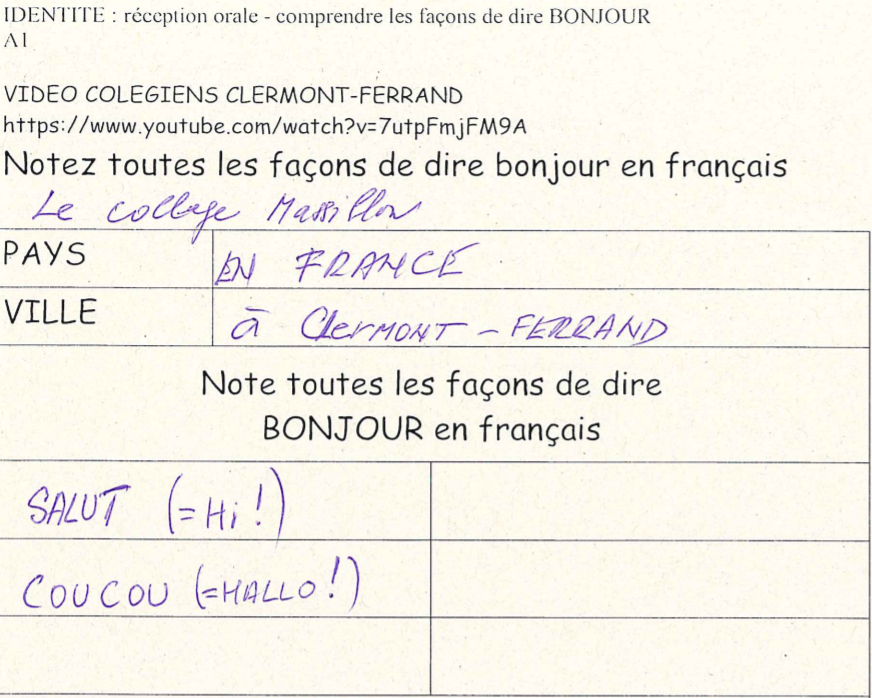 IDENTITE : réception orale - comprendre les façons de dire BONJOUR
A1
VIDEO COLEGIENS CLERMONT-FERRAND
https://www.youtube.com/watch?v=7utpFmjFM9A
Notez toutes les façons de dire bonjour en français
Le collège Massillon
PAYS EN FRANCE
VILLE à Clermont-FERRAND
Note toutes les façons de dire
BONJOUR en français
SALUT (=Hi!)
COUCOU (=HALLO!)